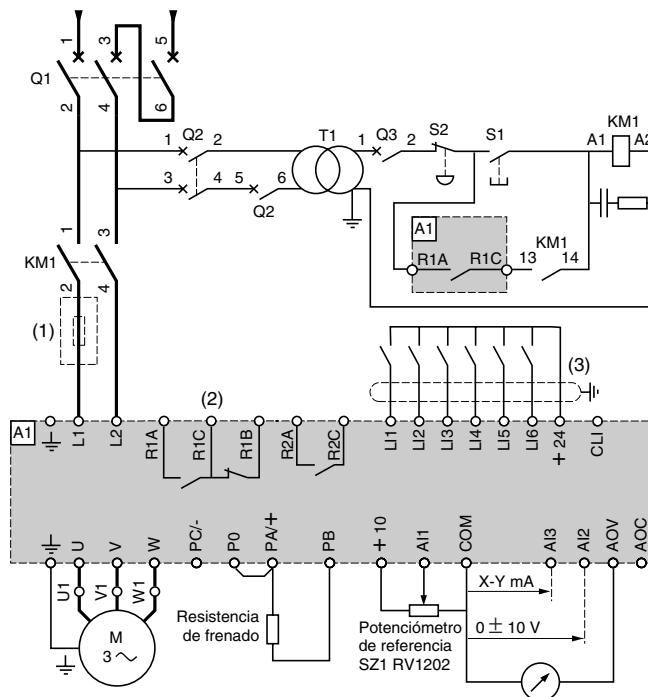 1
3
5
Q1
2
4
6
1 Q2 2
T1
1 Q3 2
S2
S1
KM1
A1
A2
3
4 5
6
Q2
A1
R1A
R1C
13
KM1
14
1
3
KM1
2
4
(1)
(2)
(3)
A1
L1
L2
R1A
R1C
R1B
R2A
R2C
LI1
LI2
LI3
LI4
LI5
LI6
+ 24
CLI
U
V
W
PC/-
P0
PA/+
PB
+ 10
AI1
COM
AI3
AI2
AOV
AOC
U1
V1
W1
M
3
Resistencia
de frenado
Potenciómetro
de referencia
SZ1 RV1202
X-Y mA
0 ± 10 V